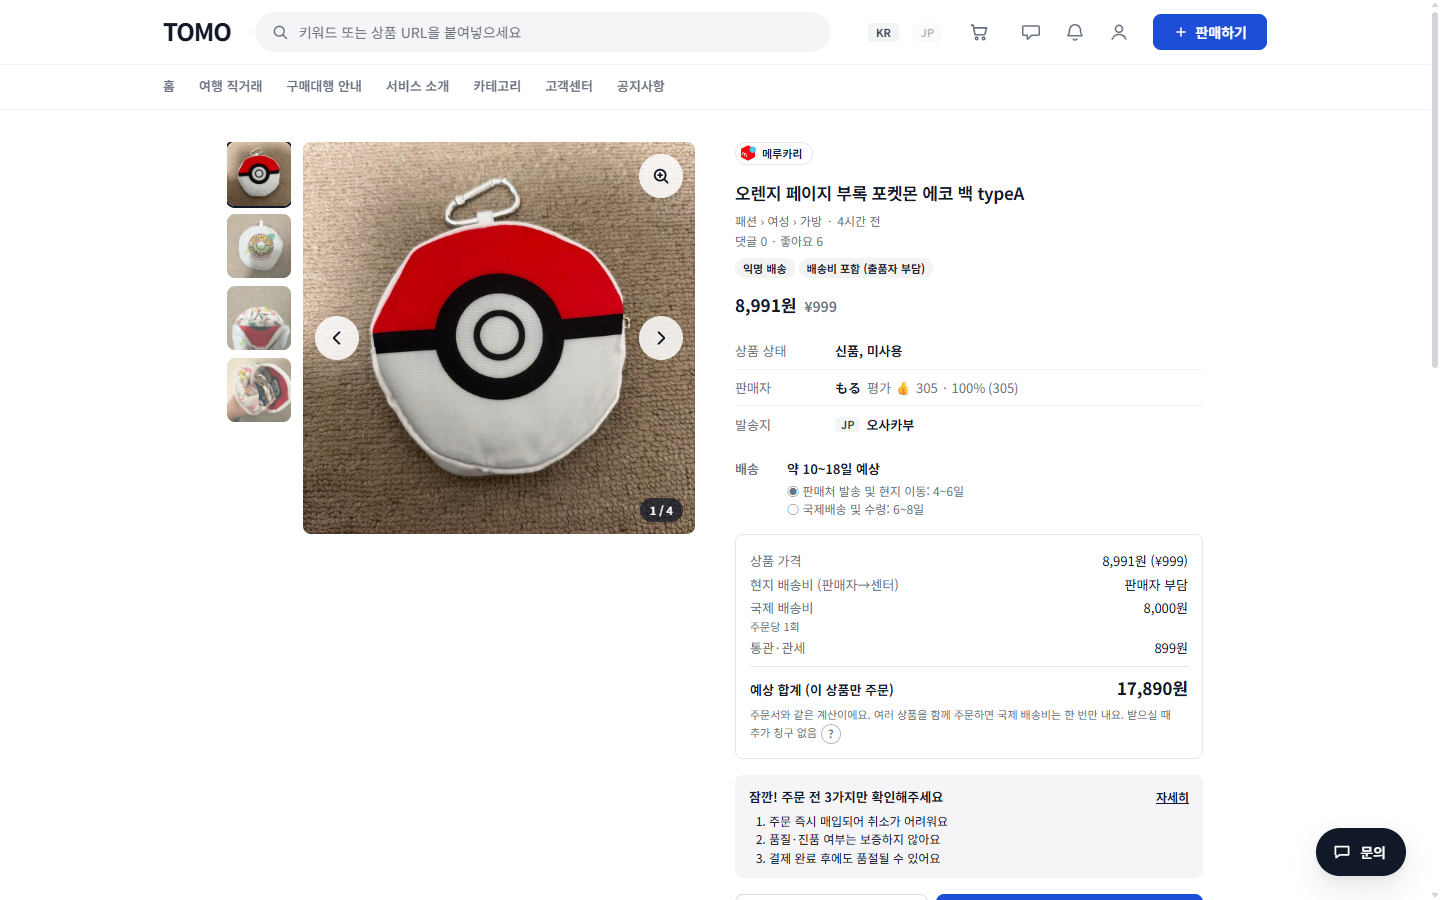 TOMO
키워드 또는 상품 URL을 붙여넣으세요
KR
JP
판매하기
홈
여행 직거래
구매대행 안내
서비스 소개
카테고리
고객센터
공지사항
메루카리
오렌지 페이지 부록 포켓몬 에코 백 typeA
패션 › 여성 › 가방 · 4시간 전
댓글 0 · 좋아요 6
익명 배송
배송비 포함 (출품자 부담)
8,991원 ¥999
상품 상태 신품, 미사용
판매자 もる 평가 👍 305 · 100% (305)
발송지 JP 오사카부
배송 약 10~18일 예상
판매처 발송 및 현지 이동: 4~6일
국제배송 및 수령: 6~8일
1 / 4
상품 가격 8,991원 (¥999)
현지 배송비 (판매자→센터) 판매자 부담
국제 배송비 8,000원
주문당 1회
통관·관세 899원
예상 합계 (이 상품만 주문) 17,890원
주문서와 같은 계산이에요. 여러 상품을 함께 주문하면 국제 배송비는 한 번만 내요. 받으실 때
추가 청구 없음 ?
잠깐! 주문 전 3가지만 확인해주세요 자세히
1. 주문 즉시 매입되어 취소가 어려워요
2. 품질·진품 여부는 보증하지 않아요
3. 결제 완료 후에도 품절될 수 있어요
문의